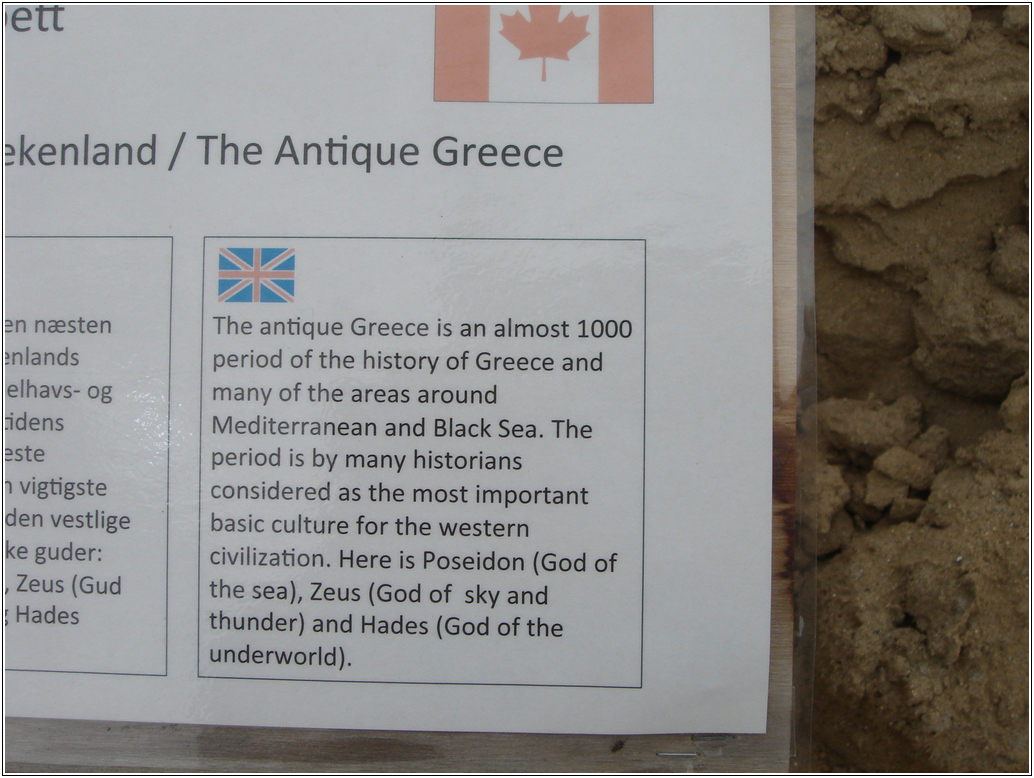 ett
ekenland / The Antique Greece
en næsten
enlands
elhavs- og
tidens
este
vigtigste
den vestlige
ke guder:
, Zeus (Gud
Hades
The antique Greece is an almost 1000
period of the history of Greece and
many of the areas around
Mediterranean and Black Sea. The
period is by many historians
considered as the most important
basic culture for the western
civilization. Here is Poseidon (God of
the sea), Zeus (God of  sky and
thunder) and Hades (God of the
underworld).